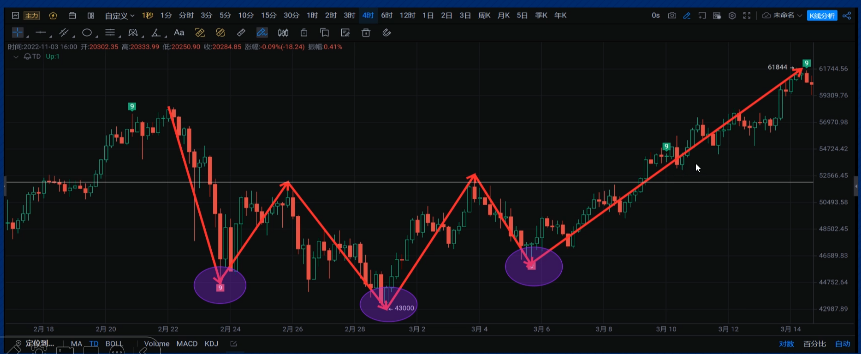 主力 自定义 1秒 1分 分时 3分 5分 10分 15分 30分 1时 2时 3时 4时 6时 12时 1日 2日 3日 周K 月K 5日 季K 年K 0s 未命名 K线分析
Aa
时间:2022-11-03 16:00 开:20302.35 高:20333.99 低:20250.90 收:20284.85 涨幅:-0.09%(-18.24) 振幅:0.41%
TD Up:1
61844
9
61744.56
9
59309.76
56970.98
9
54724.42
52566.45
50493.58
48502.45
46589.83
9
44752.64
43000
42987.89
2月 18 2月 20 2月 22 2月 24 2月 26 2月 28 3月 2 3月 4 3月 6 3月 8 3月 10 3月 12 3月 14
MA TD BOLL Volume MACD KDJ 对数 百分比 自动